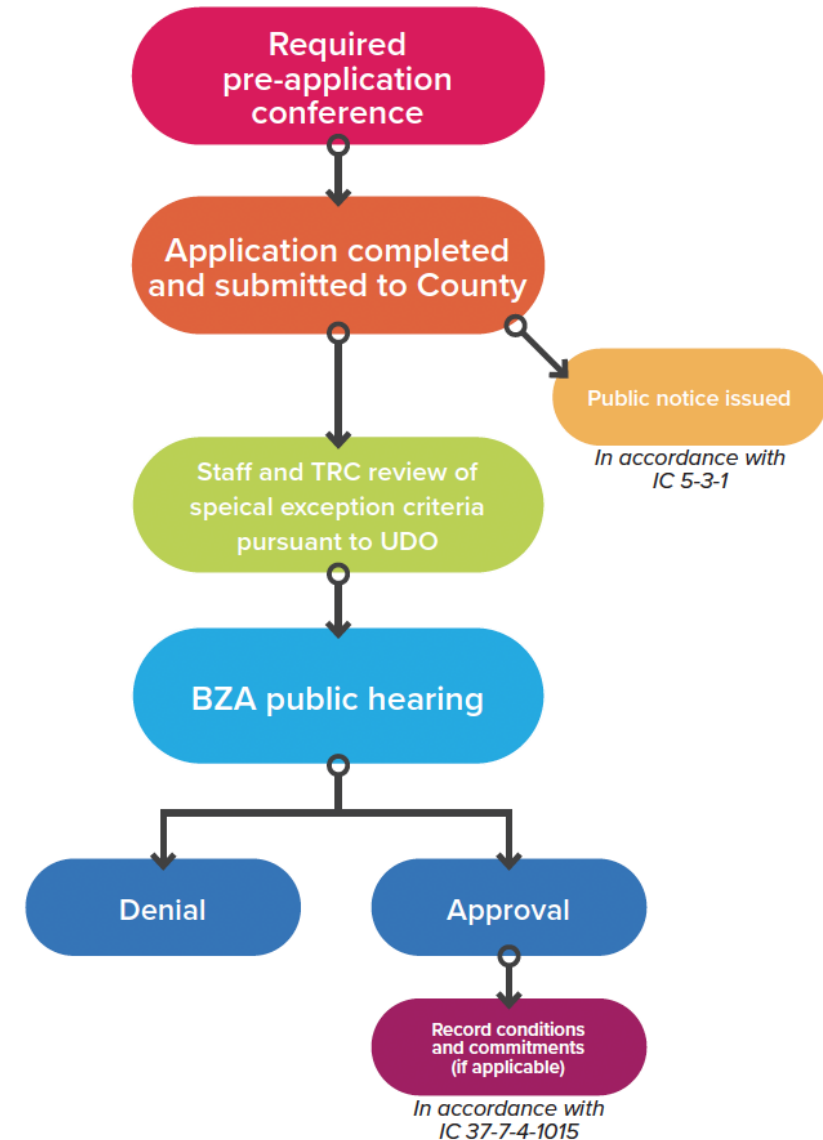 Required
pre-application
conference
Application completed
and submitted to County
Public notice issued
In accordance with
IC 5-3-1
Staff and TRC review of
speical exception criteria
pursuant to UDO
BZA public hearing
Denial
Approval
Record conditions
and commitments
(if applicable)
In accordance with
IC 37-7-4-1015